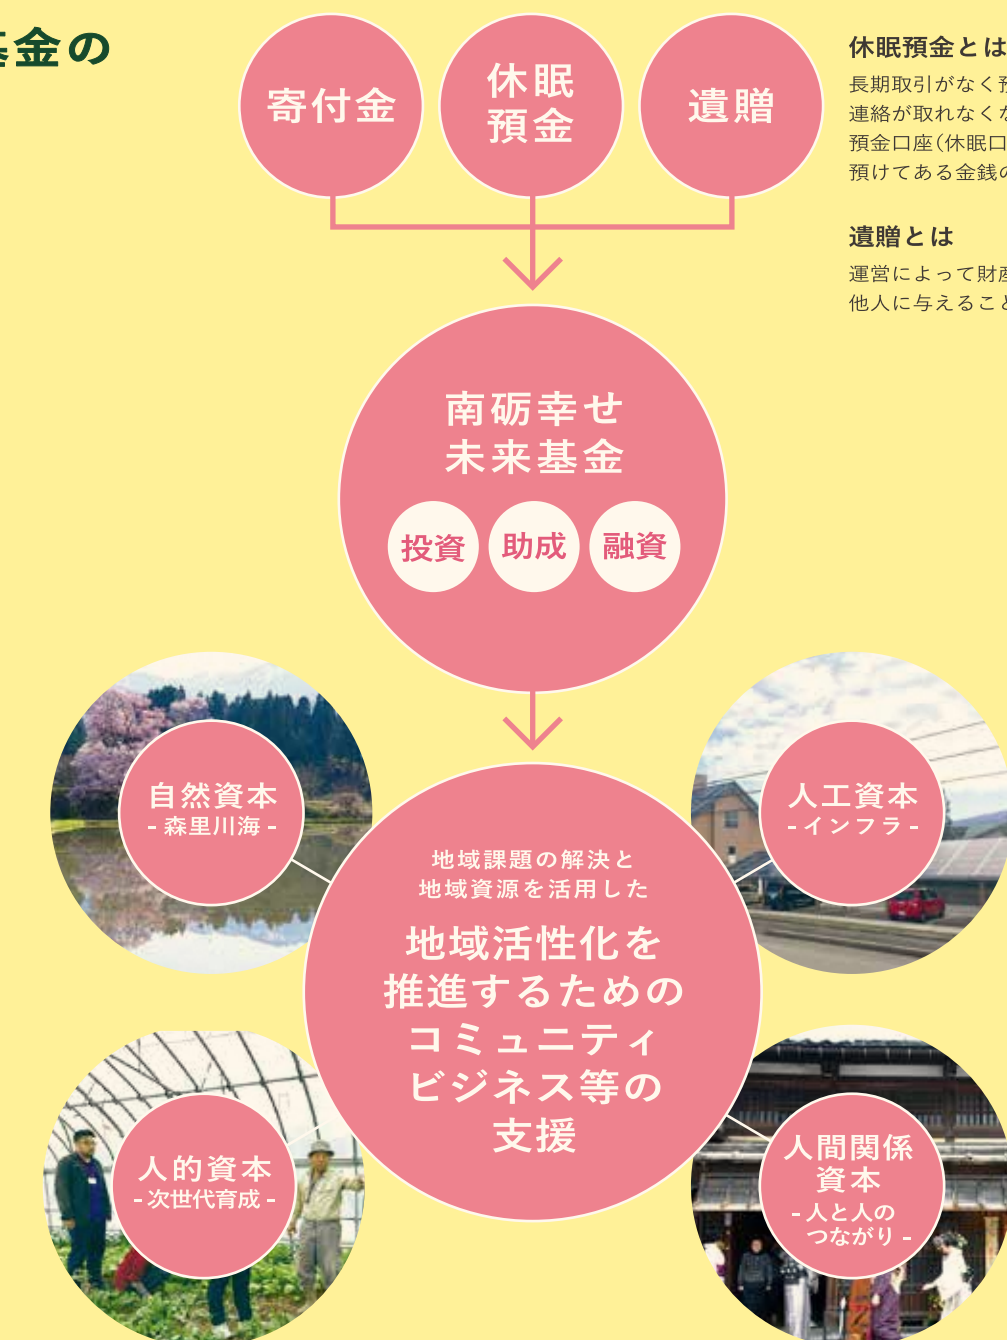 基金の
寄付金
休眠
預金
遺贈
休眠預金とは
長期取引がなく預
連絡が取れなくな
預金口座（休眠口
預けてある金銭の
遺贈とは
運営によって財産
他人に与えること
南砺幸せ
未来基金
投資
助成
融資
自然資本
- 森里川海 -
人工資本
- インフラ -
地域課題の解決と
地域資源を活用した
地域活性化を
推進するための
コミュニティ
ビジネス等の
支援
人的資本
- 次世代育成 -
人間関係
資本
- 人と人の
つながり -